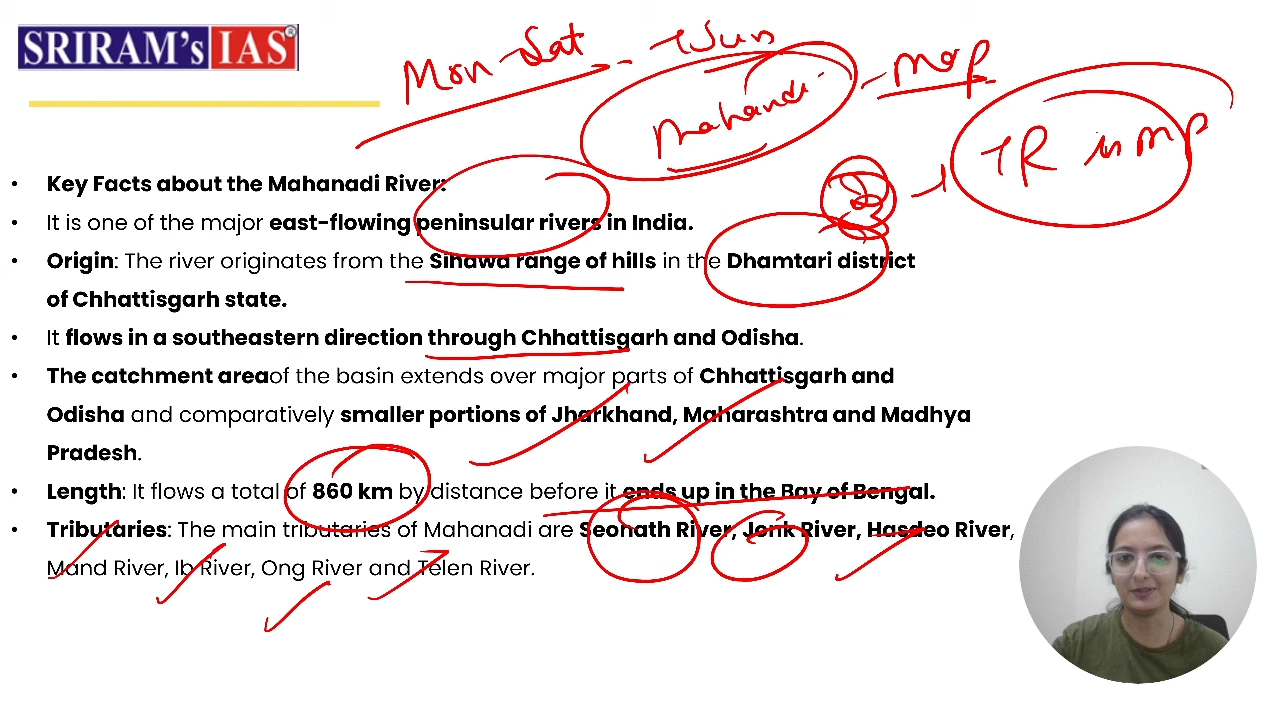 SRIRAM's IAS®
Mon-Sat - Sun
Mahandi - Map
TR in MP
• Key Facts about the Mahanadi River:
• It is one of the major east-flowing peninsular rivers in India.
• Origin: The river originates from the Sihawa range of hills in the Dhamtari district
of Chhattisgarh state.
• It flows in a southeastern direction through Chhattisgarh and Odisha.
• The catchment areaof the basin extends over major parts of Chhattisgarh and
Odisha and comparatively smaller portions of Jharkhand, Maharashtra and Madhya
Pradesh.
• Length: It flows a total of 860 km by distance before it ends up in the Bay of Bengal.
• Tributaries: The main tributaries of Mahanadi are Seonath River, Jonk River, Hasdeo River,
Mand River, Ib River, Ong River and Telen River.